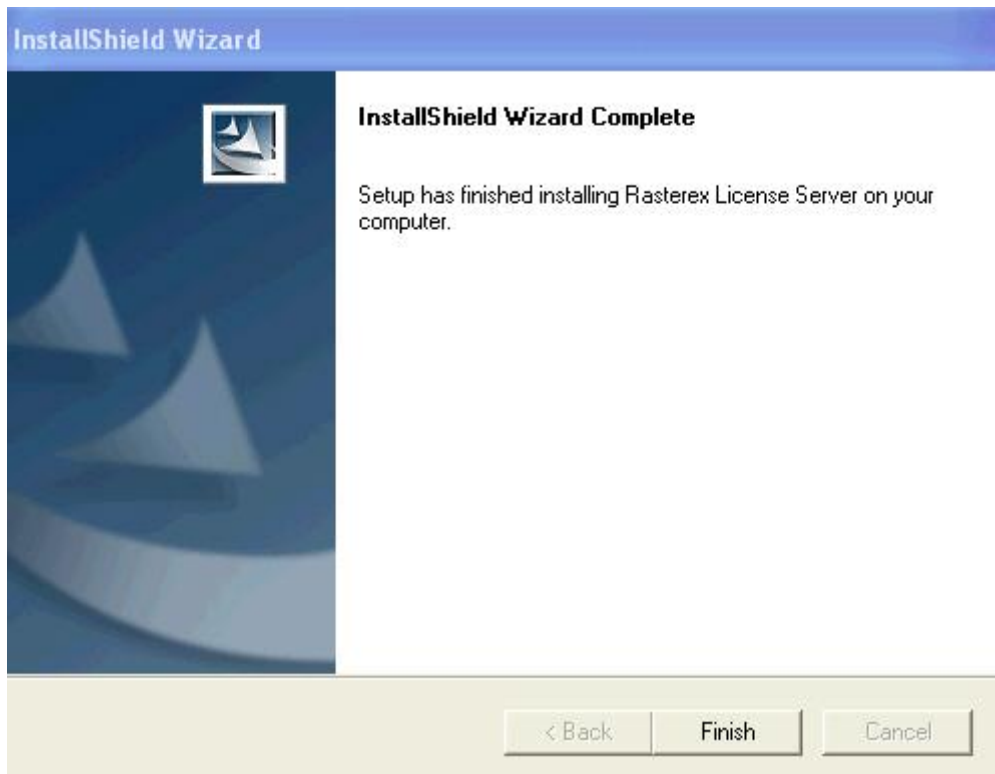 InstallShield Wizard
InstallShield Wizard Complete
Setup has finished installing Rasterex License Server on your
computer.
< Back
Finish
Cancel